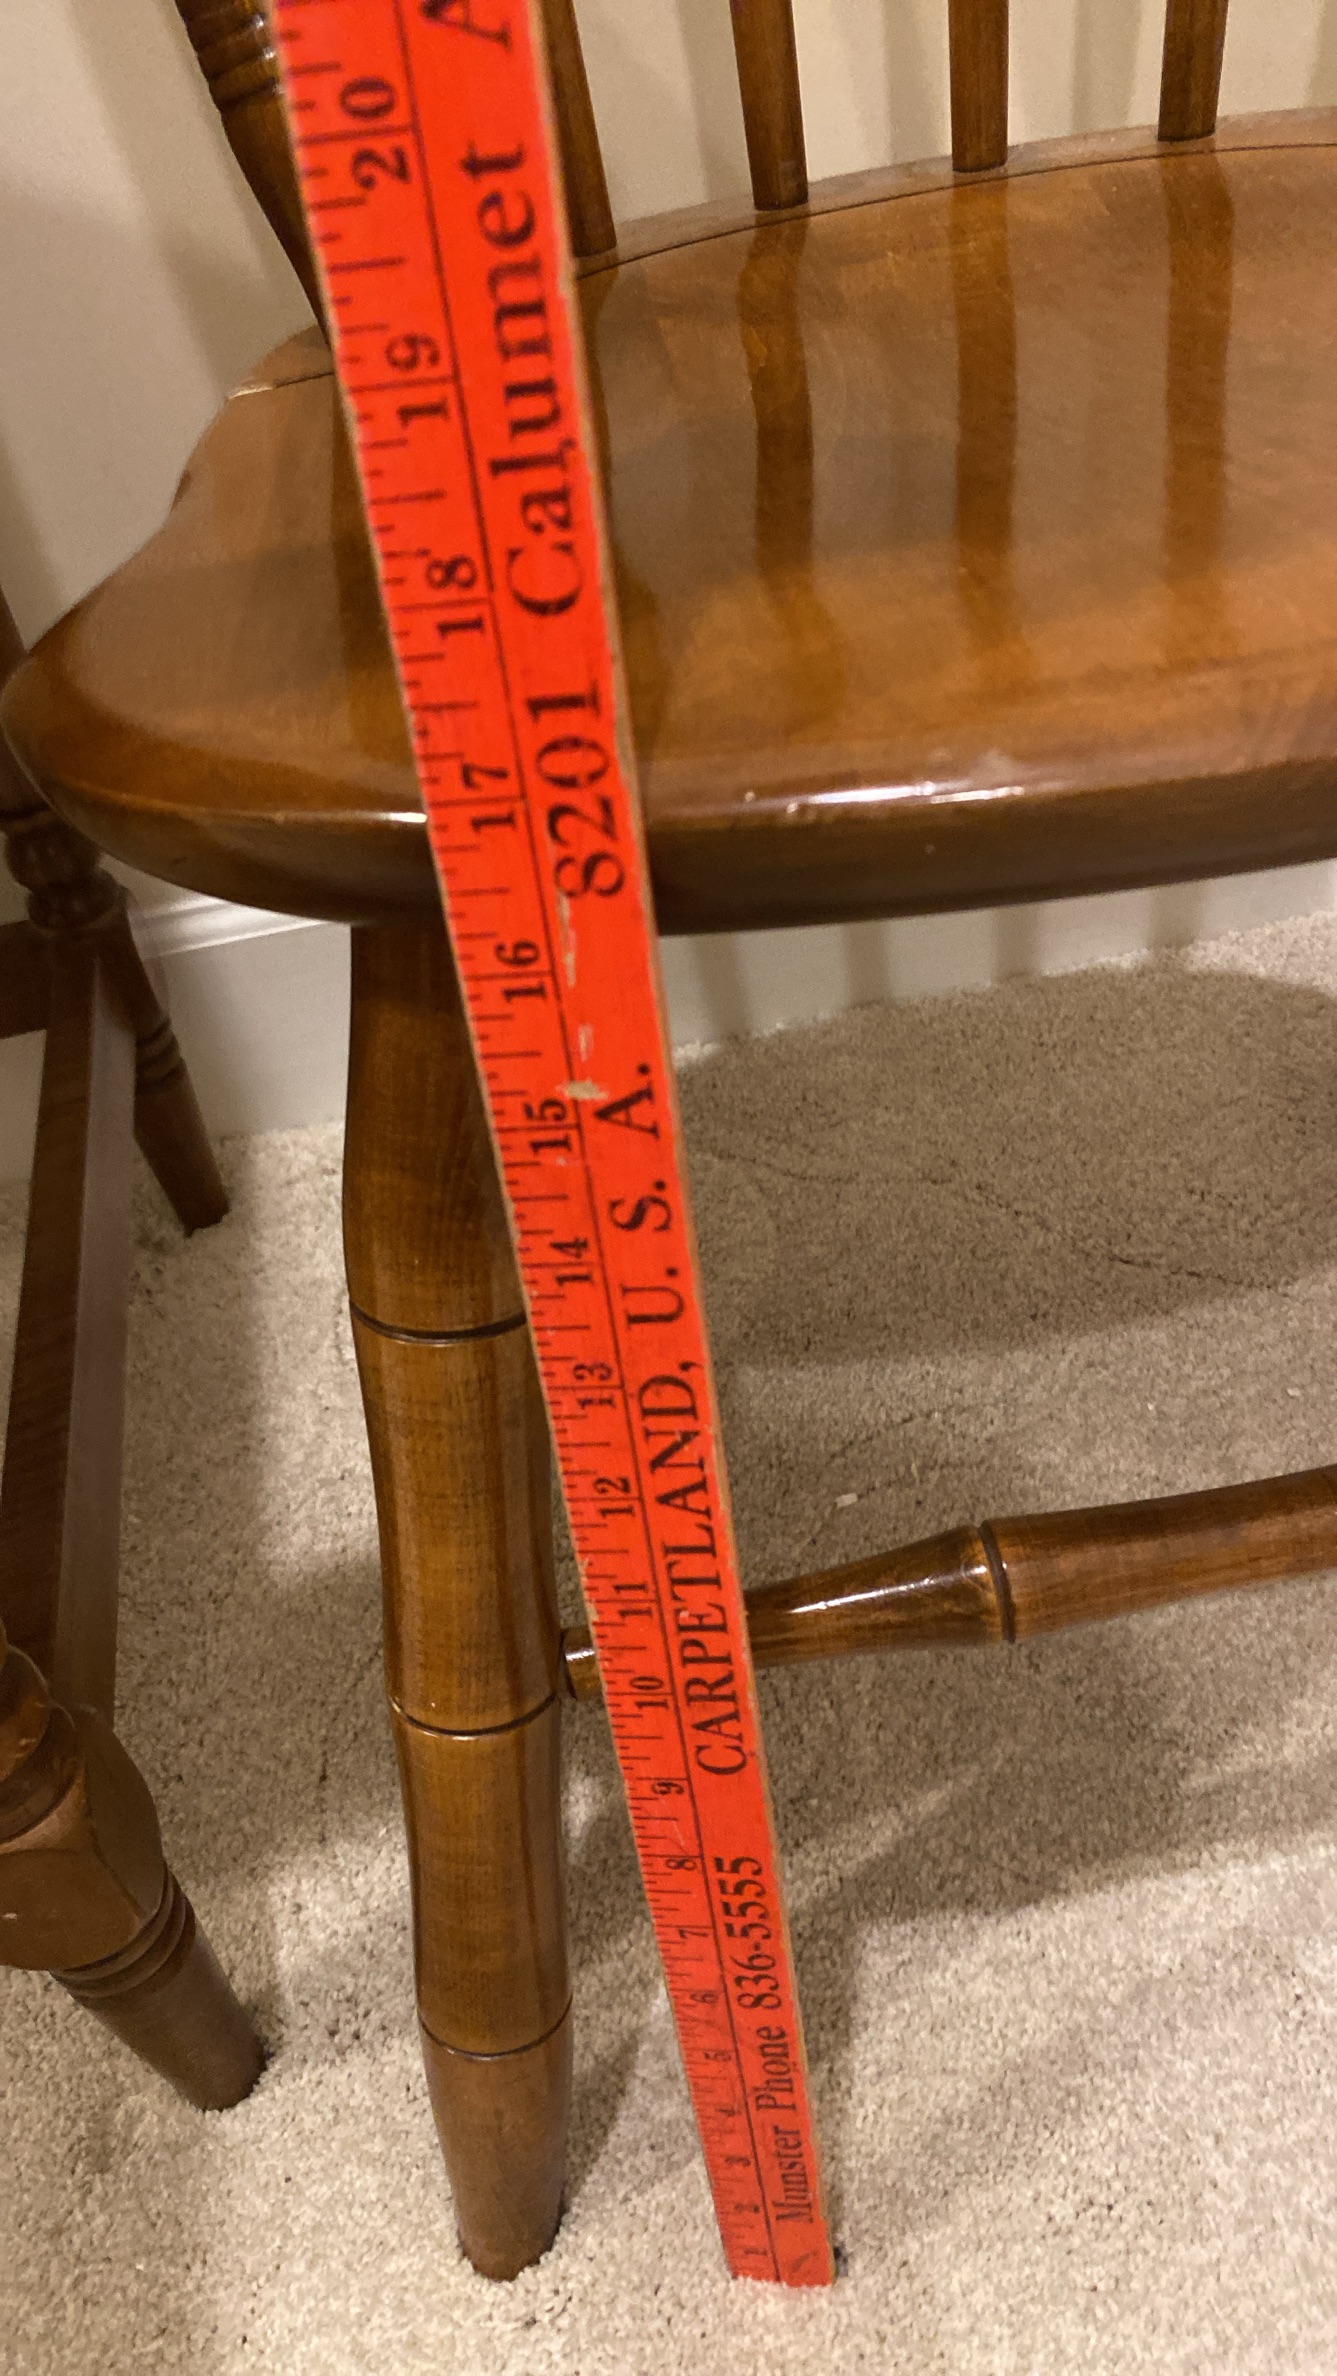 Munster Phone 836-5555 CARPETLAND, U. S. A. 8201 Calumet A
1 2 3 4 5 6 7 8 9 10 11 12 13 14 15 16 17 18 19 20